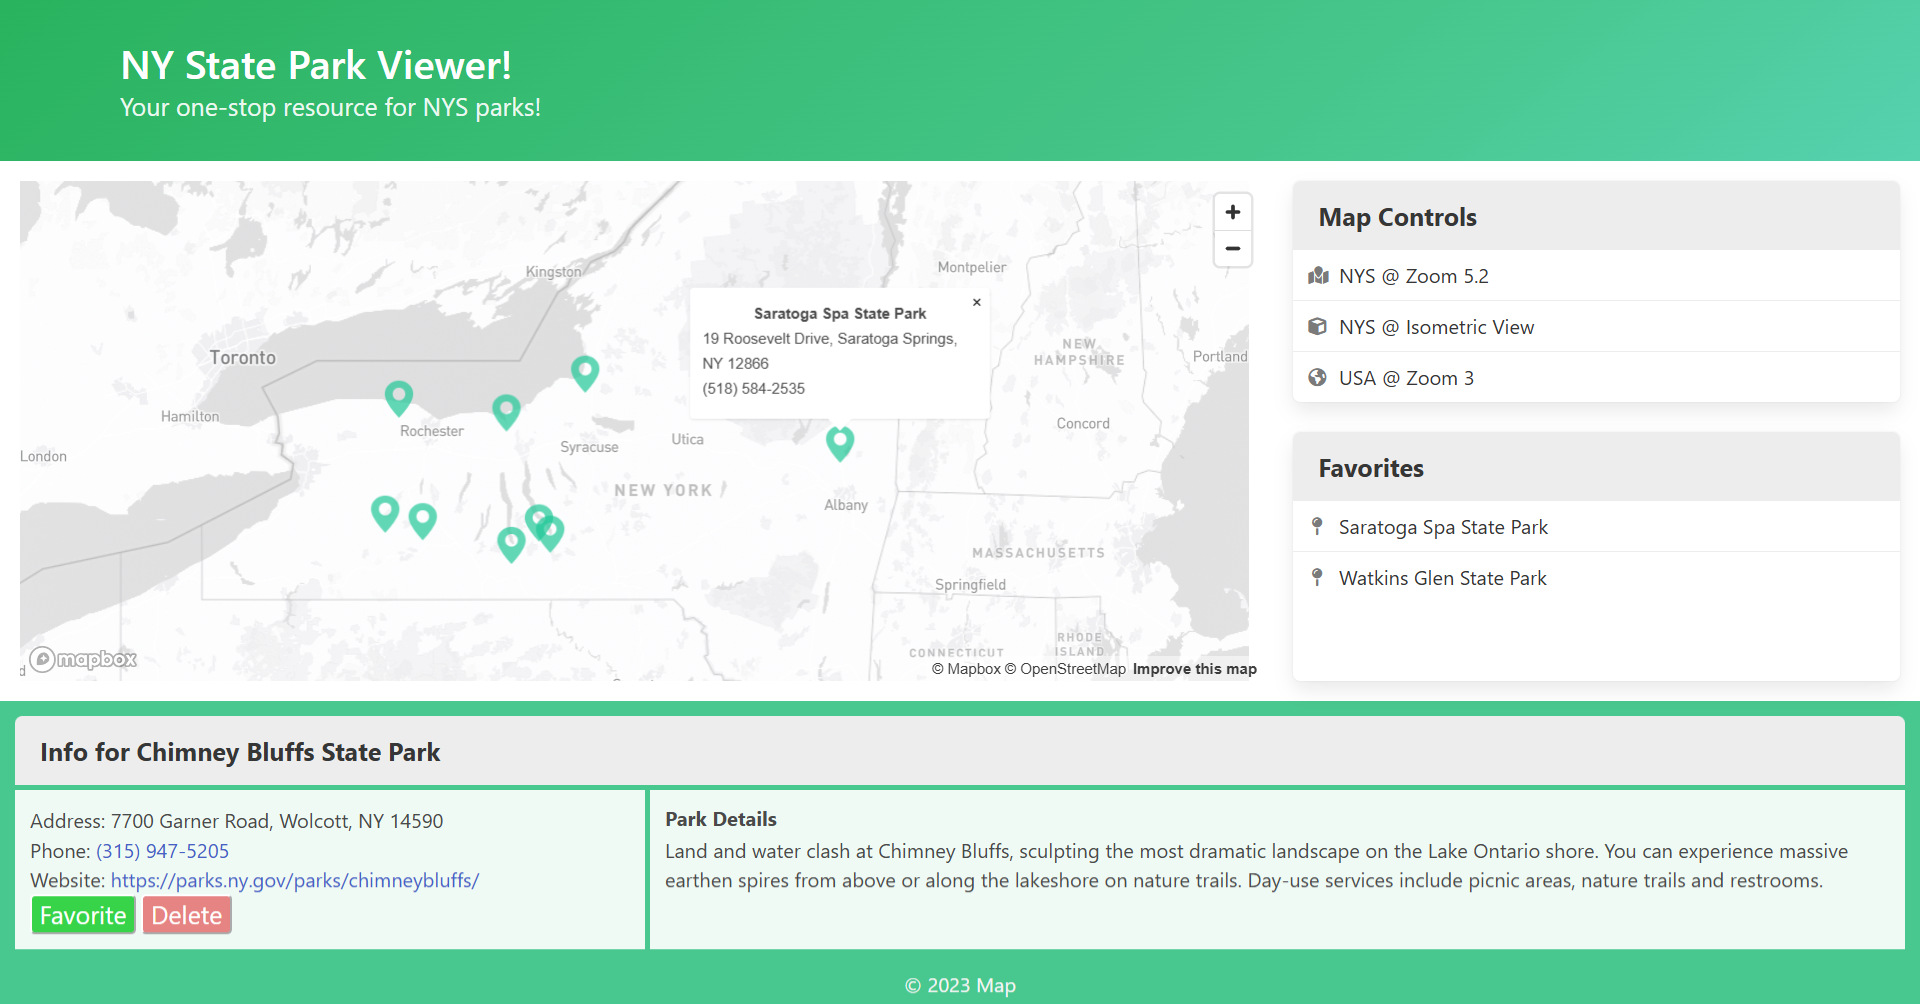 NY State Park Viewer!
Your one-stop resource for NYS parks!
Kingston
Montpelier
Toronto
NEW
HAMPSHIRE
Portland
Hamilton
Rochester
Syracuse
Utica
Concord
London
NEW YORK
Albany
MASSACHUSETTS
Springfield
RHODE
ISLAND
CONNECTICUT
Saratoga Spa State Park
×
19 Roosevelt Drive, Saratoga Springs,
NY 12866
(518) 584-2535
+
−
mapbox
© Mapbox © OpenStreetMap Improve this map
Map Controls
NYS @ Zoom 5.2
NYS @ Isometric View
USA @ Zoom 3
Favorites
Saratoga Spa State Park
Watkins Glen State Park
Info for Chimney Bluffs State Park
Address: 7700 Garner Road, Wolcott, NY 14590
Phone: (315) 947-5205
Website: https://parks.ny.gov/parks/chimneybluffs/
Favorite Delete
Park Details
Land and water clash at Chimney Bluffs, sculpting the most dramatic landscape on the Lake Ontario shore. You can experience massive
earthen spires from above or along the lakeshore on nature trails. Day-use services include picnic areas, nature trails and restrooms.
© 2023 Map